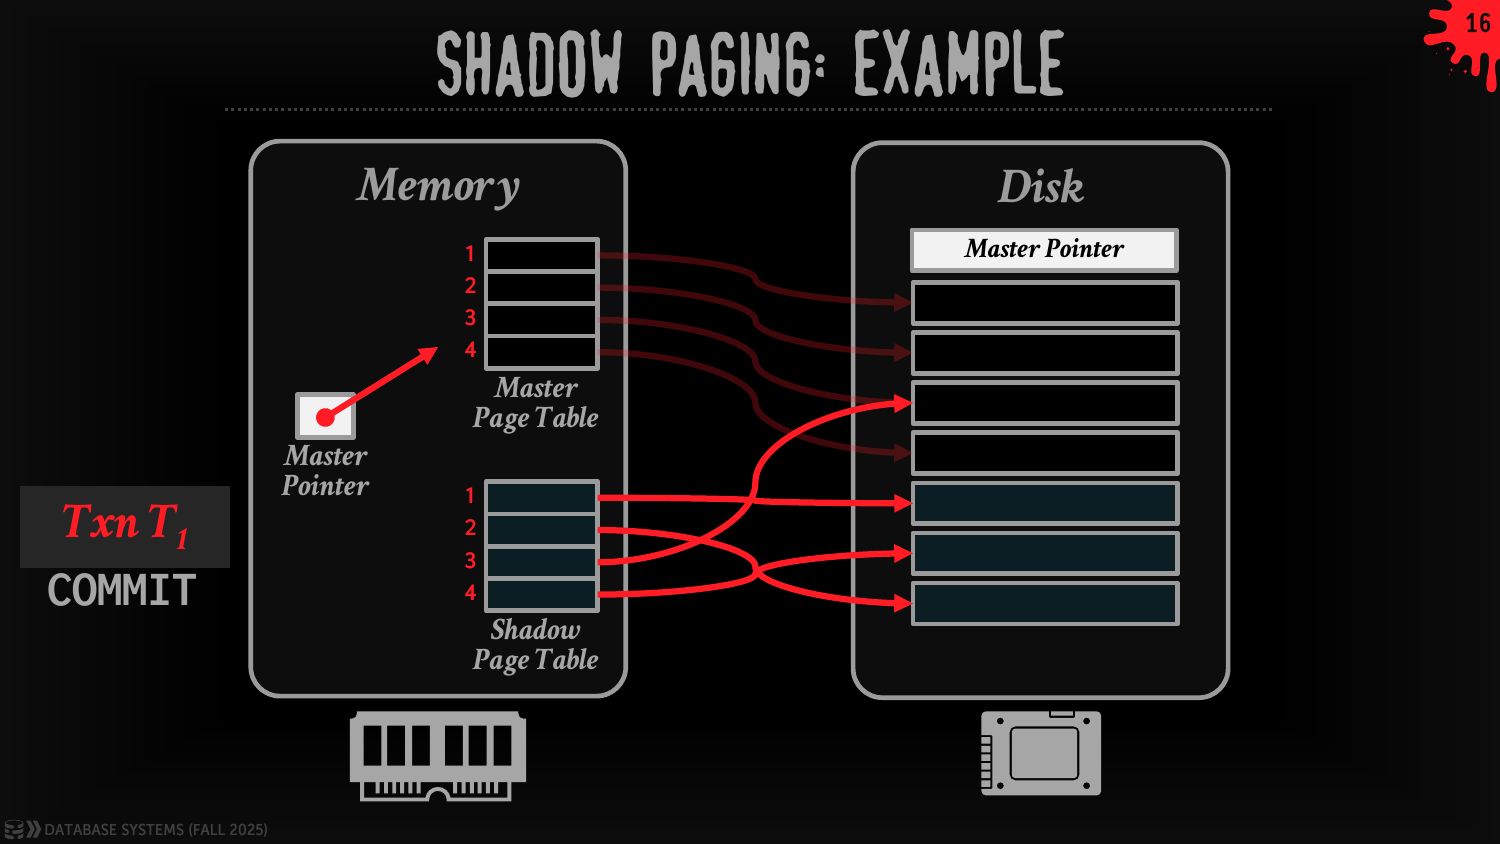 16
SHADOW PAGING: EXAMPLE
Memory
1
2
3
4
Master
Page Table
Master
Pointer
1
2
3
4
Shadow
Page Table
Txn T1
COMMIT
Disk
Master Pointer
DATABASE SYSTEMS (FALL 2025)